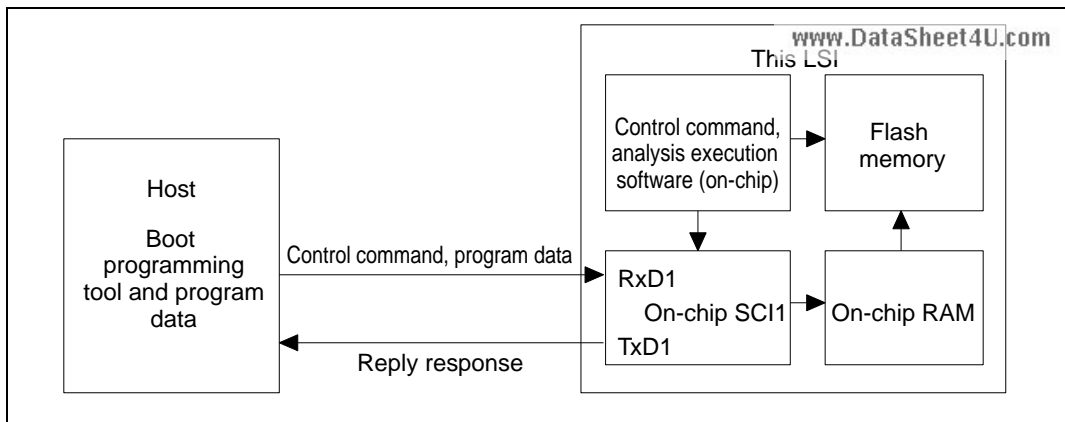 www.DataSheet4U.com
This LSI
Control command,
analysis execution
software (on-chip)
Flash
memory
Host
Boot
programming
tool and program
data
Control command, program data
RxD1
On-chip SCI1
TxD1
On-chip RAM
Reply response